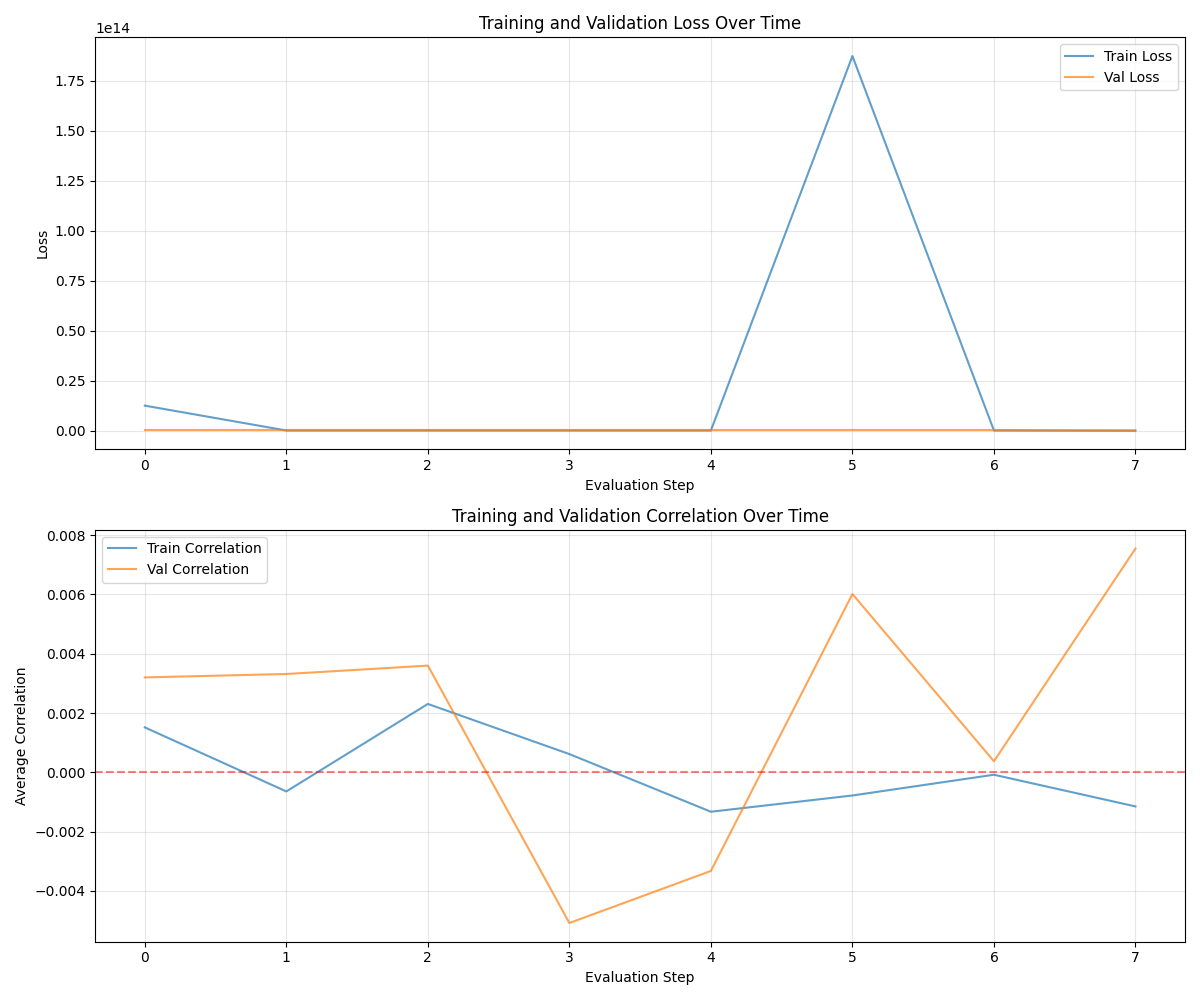 Training and Validation Loss Over Time
1e14
Train Loss
Val Loss
1.75
1.50
1.25
1.00
0.75
0.50
0.25
0.00
Loss
0 1 2 3 4 5 6 7
Evaluation Step
Training and Validation Correlation Over Time
Train Correlation
Val Correlation
0.008
0.006
0.004
0.002
0.000
−0.002
−0.004
Average Correlation
0 1 2 3 4 5 6 7
Evaluation Step